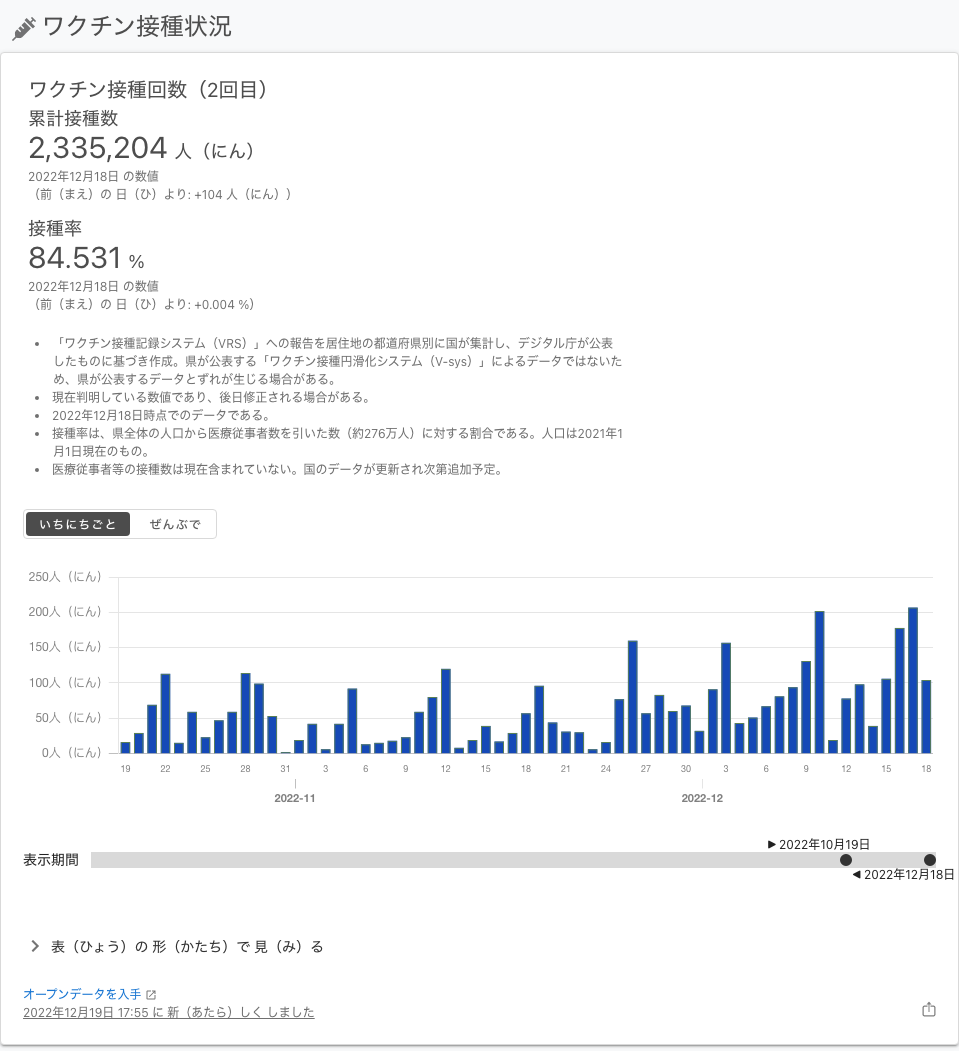 ワクチン接種状況
ワクチン接種回数（2回目）
累計接種数
2,335,204 人（にん）
2022年12月18日 の数値
（前（まえ）の 日（ひ）より: +104 人（にん））
接種率
84.531 %
2022年12月18日 の数値
（前（まえ）の 日（ひ）より: +0.004 %）
• 「ワクチン接種記録システム（VRS）」への報告を居住地の都道府県別に国が集計し、デジタル庁が公表
したものに基づき作成。県が公表する「ワクチン接種円滑化システム（V-sys）」によるデータではないた
め、県が公表するデータとずれが生じる場合がある。
• 現在判明している数値であり、後日修正される場合がある。
• 2022年12月18日時点でのデータである。
• 接種率は、県全体の人口から医療従事者数を引いた数（約276万人）に対する割合である。人口は2021年1
月1日現在のもの。
• 医療従事者等の接種数は現在含まれていない。国のデータが更新され次第追加予定。
いちにちごと ぜんぶで
250人（にん）
200人（にん）
150人（にん）
100人（にん）
50人（にん）
0人（にん）
19 22 25 28 31 3 6 9 12 15 18 21 24 27 30 3 6 9 12 15 18
2022-11 2022-12
▶ 2022年10月19日
表示期間
◀ 2022年12月18日
表（ひょう）の 形（かたち）で 見（み）る
オープンデータを入手
2022年12月19日 17:55 に 新（あたら）しく しました